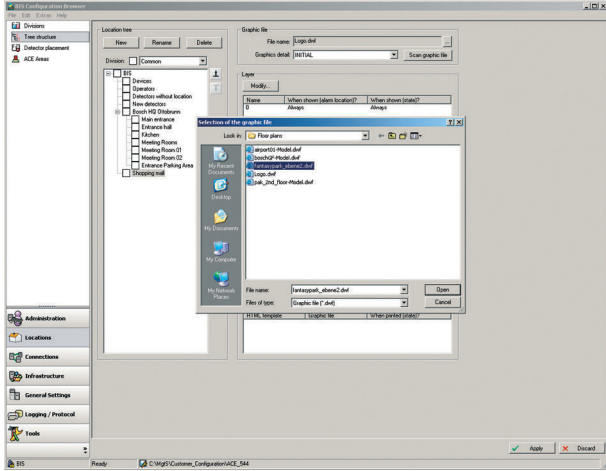 BIS Configuration Browser
File Edit Extras Help
Divisions
Tree structure
Detector placement
ACE Areas
Location tree
New Rename Delete
Division: Common
BIS
Devices
Operators
Detectors without location
New detectors
Bosch HQ Ottobrunn
Main entrance
Entrance hall
Kitchen
Meeting Rooms
Meeting Room 01
Meeting Room 02
Entrance Parking Area
Shopping mall
Graphic file
File name: Logo.dwf ...
Graphics detail: INITIAL Scan graphic file
Layer
Modify...
Name When shown (alarm location)? When shown (state)?
0 Always Always
Selection of the graphic file
Look in: Floor plans
My Recent Documents
Desktop
My Documents
My Computer
My Network Places
airport01-Model.dwf
boschGF-Model.dwf
fantasypark_ebene2.dwf
Logo.dwf
pak_2nd_floor-Model.dwf
File name: fantasypark_ebene2.dwf Open
Files of type: Graphic file (*.dwf) Cancel
HTML template Graphic file When printed (state)?
Administration
Locations
Connections
Infrastructure
General Settings
Logging / Protocol
Tools
Apply Discard
BIS Ready C:\MgtS\Customer_Configuration\ACE_544